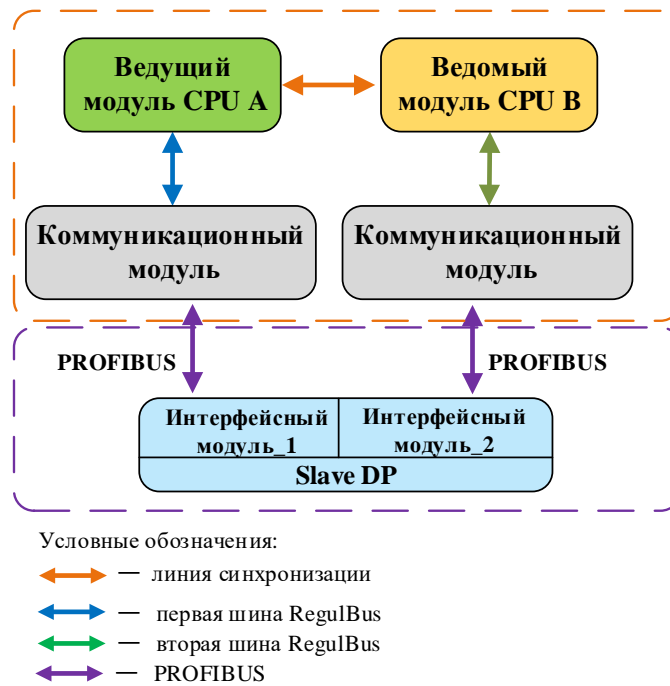 Ведущий
модуль CPU A
Ведомый
модуль CPU B
Коммуникационный
модуль
Коммуникационный
модуль
PROFIBUS
PROFIBUS
Интерфейсный
модуль_1
Интерфейсный
модуль_2
Slave DP
Условные обозначения:
— линия синхронизации
— первая шина RegulBus
— вторая шина RegulBus
— PROFIBUS